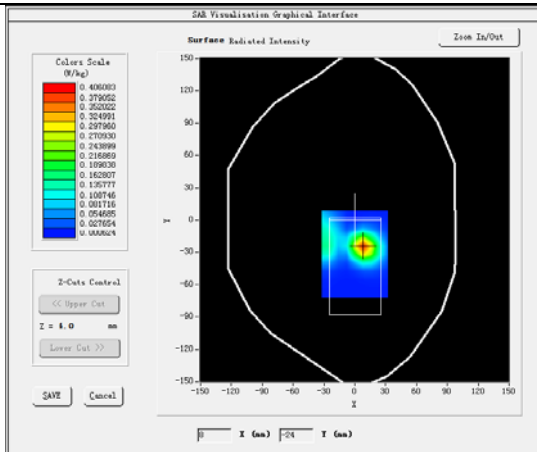 SAR Visualisation Graphical Interface
Surface Radiated Intensity
Zoom In/Out
Colors Scale
(W/kg)
0.406083
0.379052
0.352022
0.324991
0.297960
0.270930
0.243899
0.216869
0.189838
0.162807
0.135777
0.108746
0.081716
0.054685
0.027654
0.000624
Z-Cuts Control
<< Upper Cut
Z = 4.0 mm
Lower Cut >>
SAVE
Cancel
150
120
90
60
30
0
-30
-60
-90
-120
-150
Y
-150 -120 -90 -60 -30 0 30 60 90 120 150
X
8 X (mm) -24 Y (mm)